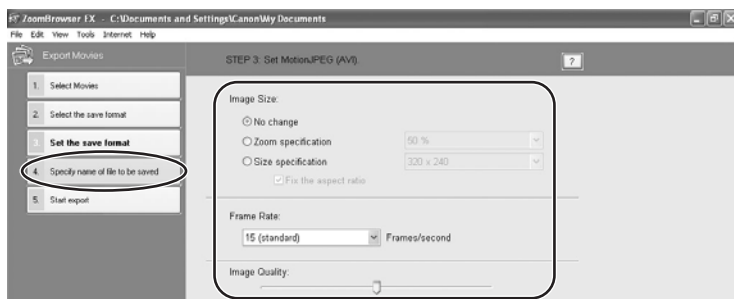 ZoomBrowser EX - C:\Documents and Settings\Canon\My Documents
File Edit View Tools Internet Help
Export Movies
STEP 3: Set MotionJPEG (AVI).
?
1. Select Movies
2. Select the save format
3. Set the save format
4. Specify name of file to be saved
5. Start export
Image Size:
No change
Zoom specification 50 %
Size specification 320 x 240
Fix the aspect ratio
Frame Rate:
15 (standard) Frames/second
Image Quality: